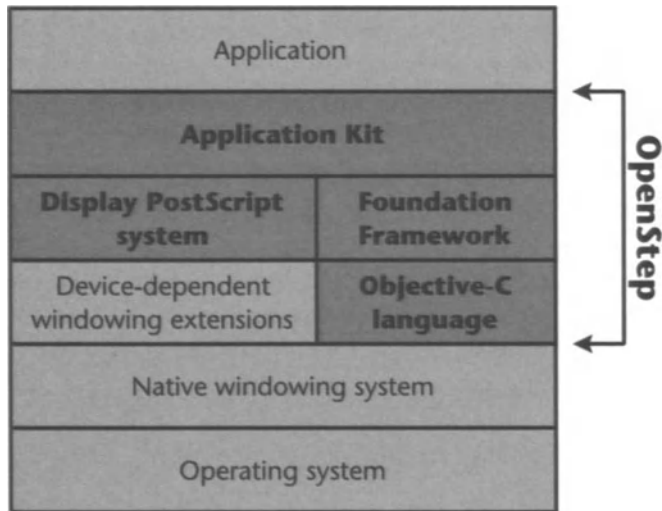 Application
Application Kit
Display PostScript
system
Foundation
Framework
Device-dependent
windowing extensions
Objective-C
language
Native windowing system
Operating system
OpenStep